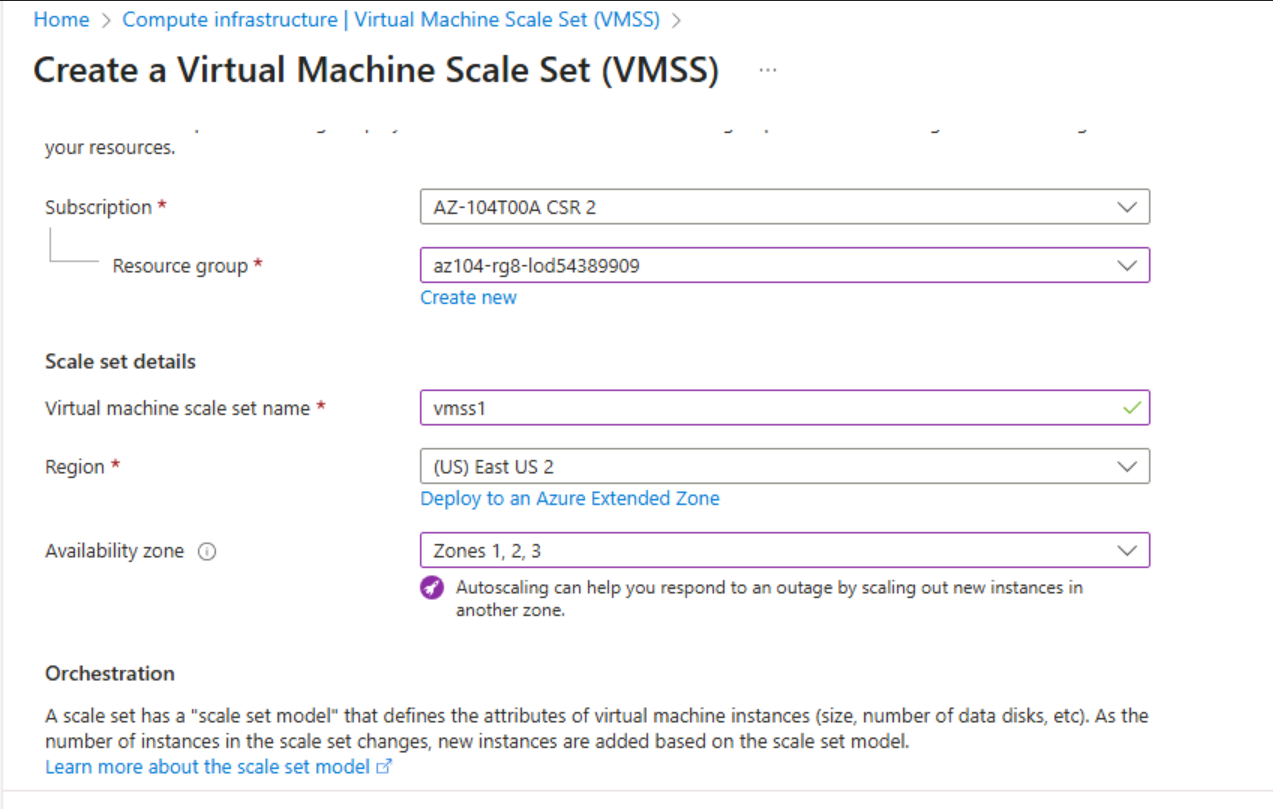 Home > Compute infrastructure | Virtual Machine Scale Set (VMSS) >
Create a Virtual Machine Scale Set (VMSS) ...
your resources.
Subscription * AZ-104T00A CSR 2
Resource group * az104-rg8-lod54389909
Create new
Scale set details
Virtual machine scale set name * vmss1
Region * (US) East US 2
Deploy to an Azure Extended Zone
Availability zone Zones 1, 2, 3
Autoscaling can help you respond to an outage by scaling out new instances in
another zone.
Orchestration
A scale set has a "scale set model" that defines the attributes of virtual machine instances (size, number of data disks, etc). As the
number of instances in the scale set changes, new instances are added based on the scale set model.
Learn more about the scale set model